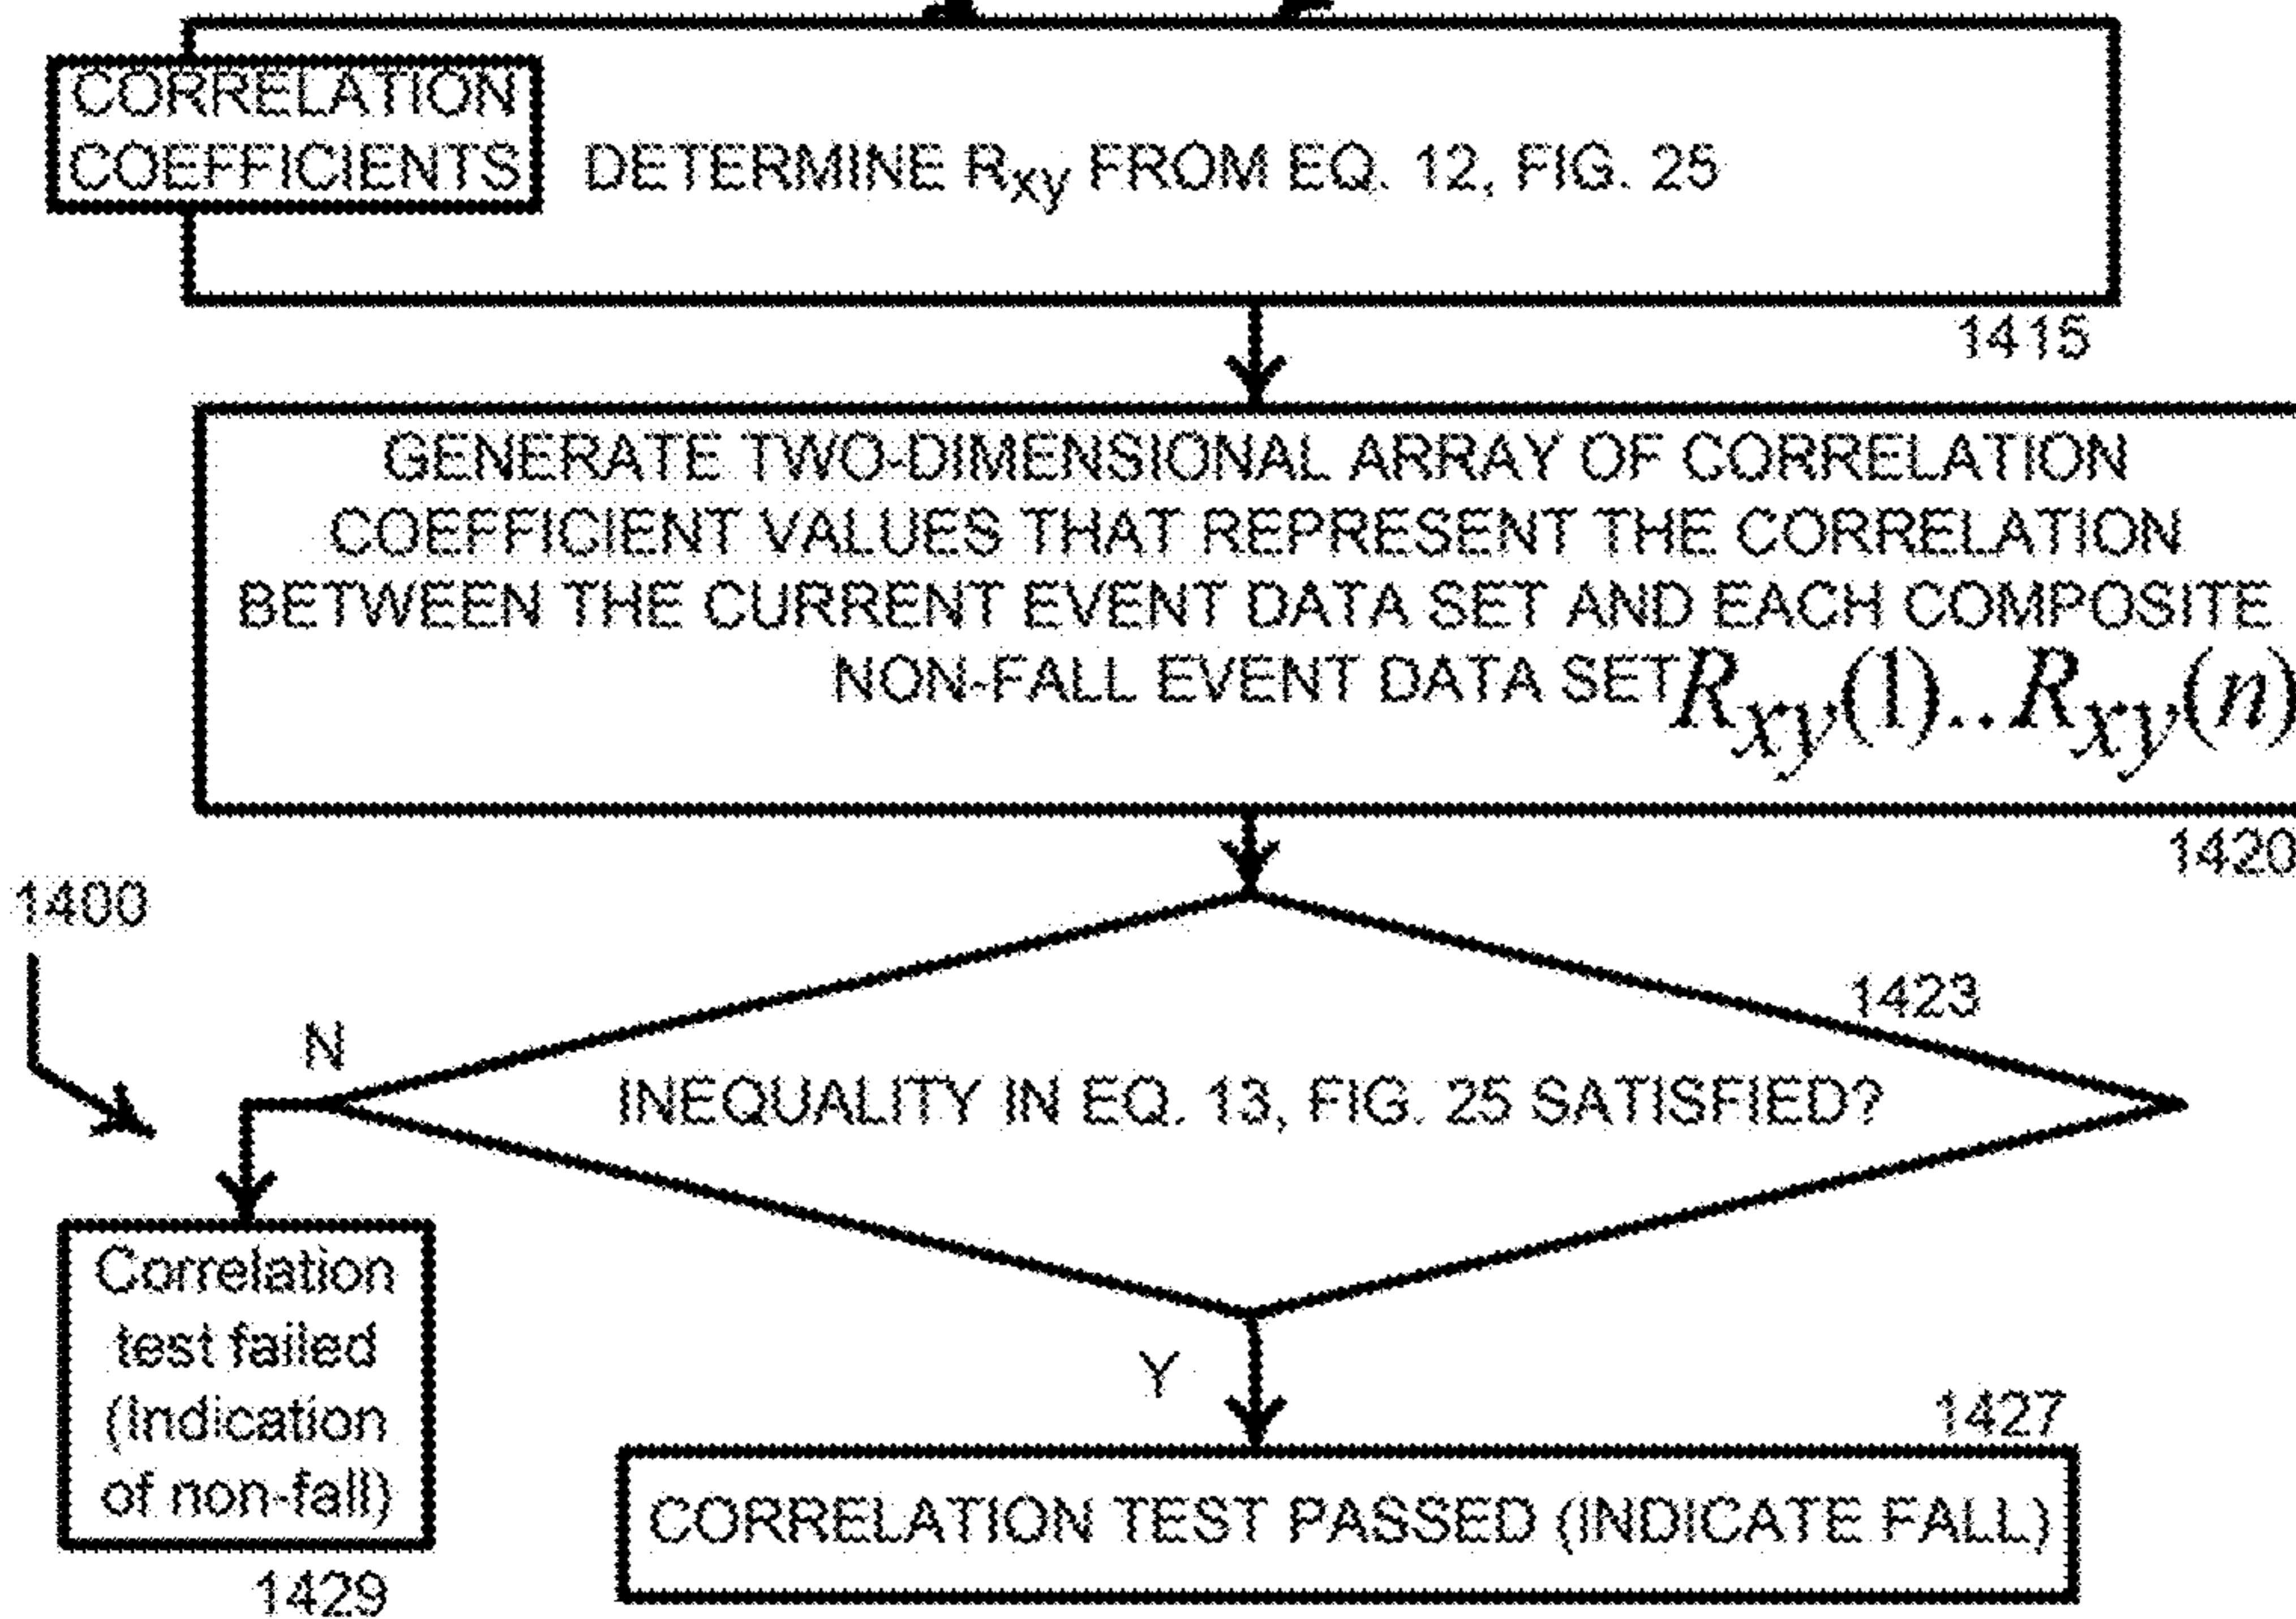 CORRELATION
COEFFICIENTS
DETERMINE Rxy FROM EQ. 12, FIG. 25
1415
GENERATE TWO-DIMENSIONAL ARRAY OF CORRELATION
COEFFICIENT VALUES THAT REPRESENT THE CORRELATION
BETWEEN THE CURRENT EVENT DATA SET AND EACH COMPOSITE
NON-FALL EVENT DATA SET Rxy(1)..Rxy(n)
1420
1400
1423
N
INEQUALITY IN EQ. 13, FIG. 25 SATISFIED?
Correlation
test failed
(Indication
of non-fall)
1429
Y
1427
CORRELATION TEST PASSED (INDICATE FALL)